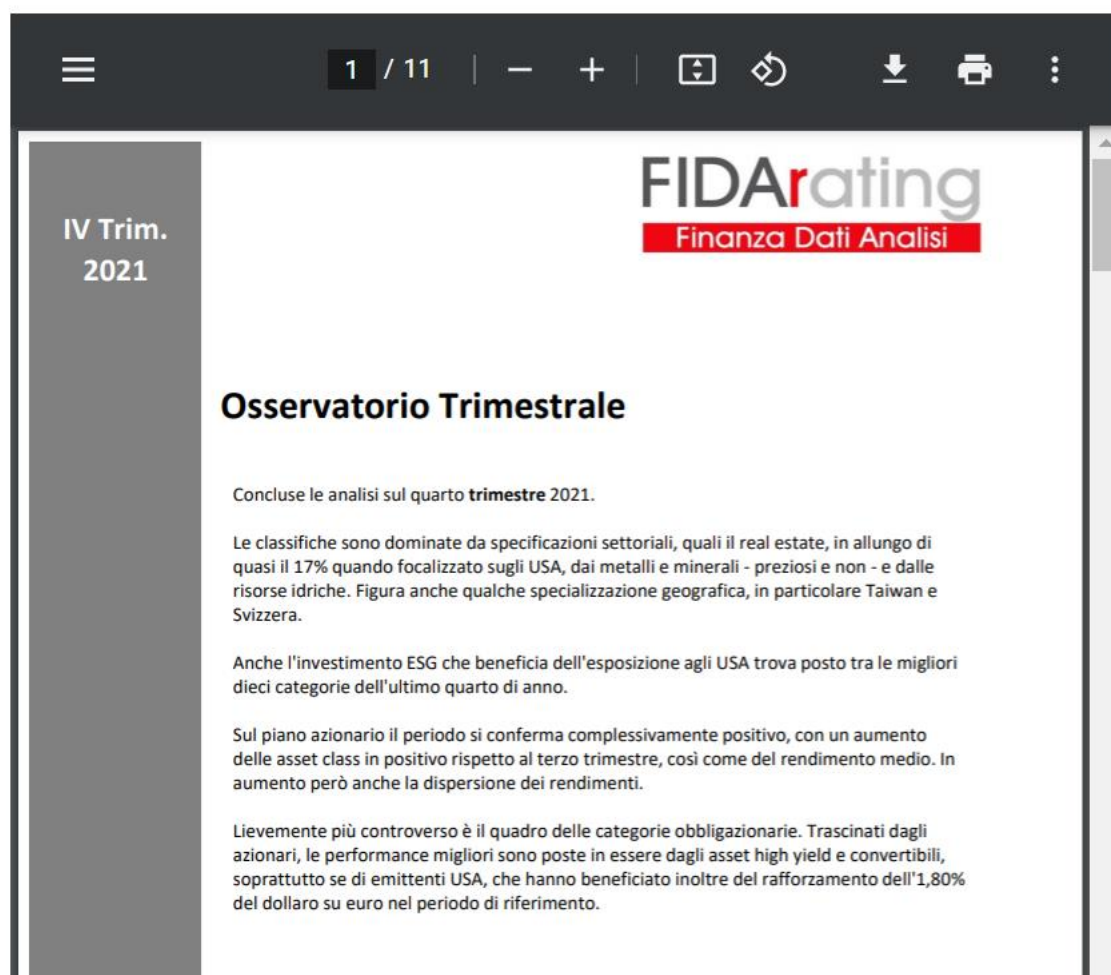 1 / 11
IV Trim.
2021
FIDArating
Finanza Dati Analisi
Osservatorio Trimestrale
Concluse le analisi sul quarto trimestre 2021.
Le classifiche sono dominate da specificazioni settoriali, quali il real estate, in allungo di
quasi il 17% quando focalizzato sugli USA, dai metalli e minerali - preziosi e non - e dalle
risorse idriche. Figura anche qualche specializzazione geografica, in particolare Taiwan e
Svizzera.
Anche l'investimento ESG che beneficia dell'esposizione agli USA trova posto tra le migliori
dieci categorie dell'ultimo quarto di anno.
Sul piano azionario il periodo si conferma complessivamente positivo, con un aumento
delle asset class in positivo rispetto al terzo trimestre, così come del rendimento medio. In
aumento però anche la dispersione dei rendimenti.
Lievemente più controverso è il quadro delle categorie obbligazionarie. Trascinati dagli
azionari, le performance migliori sono poste in essere dagli asset high yield e convertibili,
soprattutto se di emittenti USA, che hanno beneficiato inoltre del rafforzamento dell'1,80%
del dollaro su euro nel periodo di riferimento.